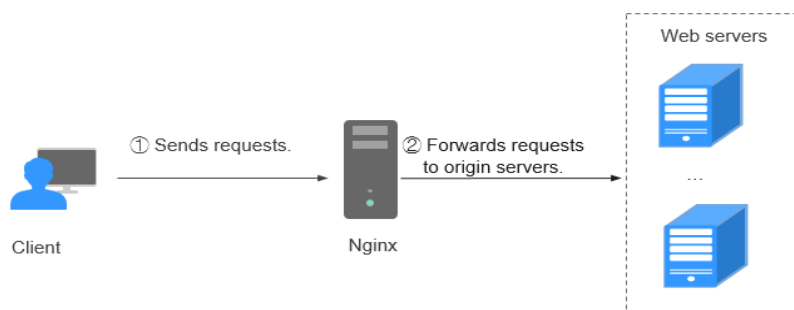 Web servers
① Sends requests.
② Forwards requests
to origin servers.
...
Client
Nginx